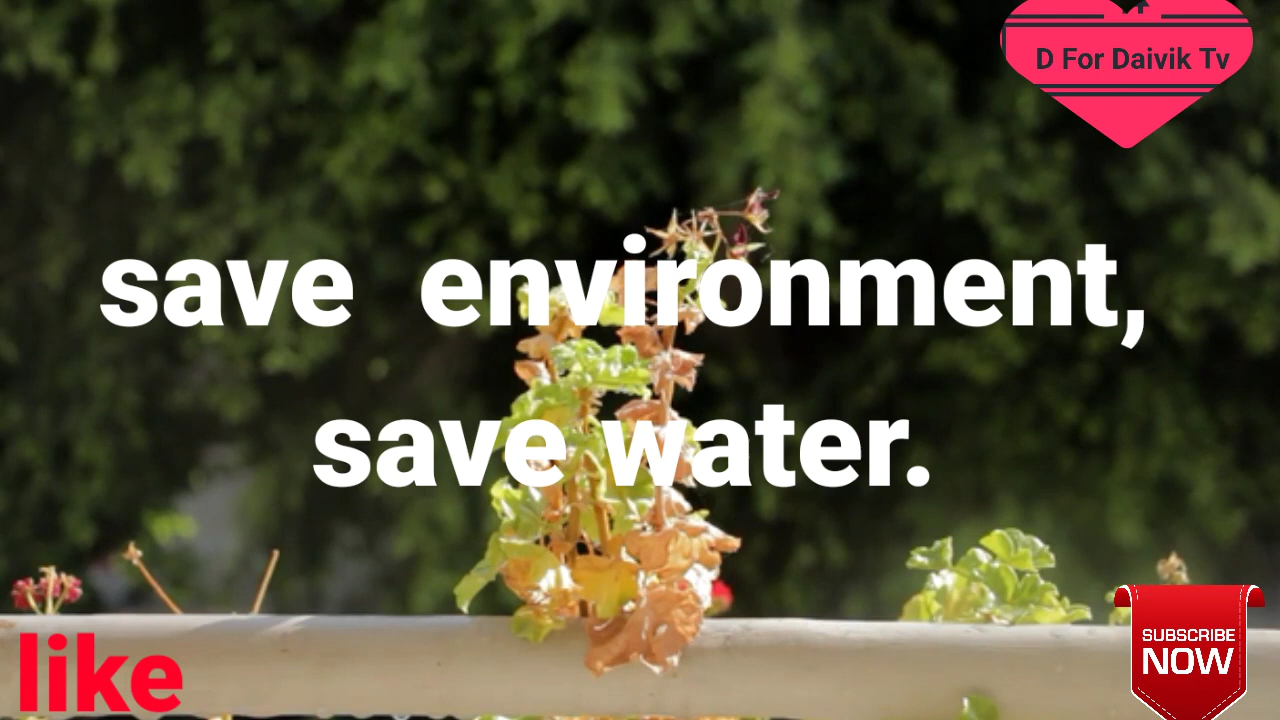 D For Daivik Tv
save environment,
save water.
like
SUBSCRIBE
NOW